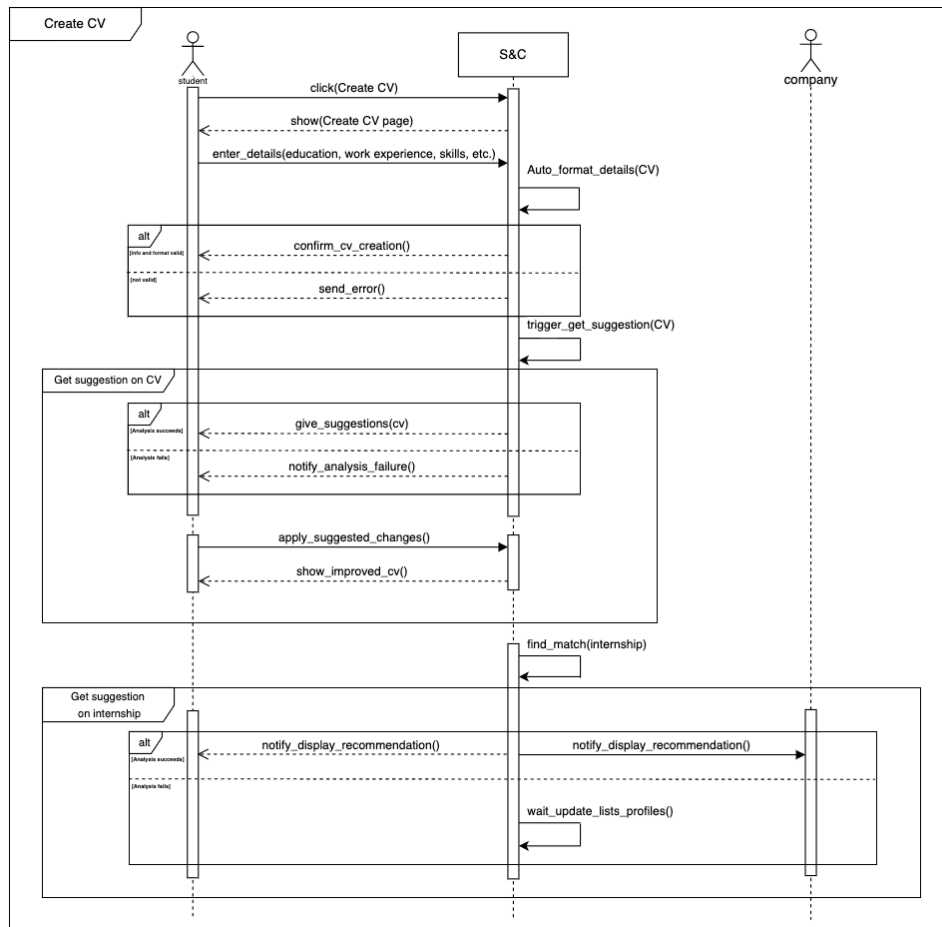 Create CV
student
S&C
company
click(Create CV)
show(Create CV page)
enter_details(education, work experience, skills, etc.)
Auto_format_details(CV)
alt
[info and format valid]
confirm_cv_creation()
[not valid]
send_error()
trigger_get_suggestion(CV)
Get suggestion on CV
alt
[Analysis succeeds]
give_suggestions(cv)
[Analysis fails]
notify_analysis_failure()
apply_suggested_changes()
show_improved_cv()
find_match(internship)
Get suggestion
on internship
alt
[Analysis succeeds]
notify_display_recommendation()
notify_display_recommendation()
[Analysis fails]
wait_update_lists_profiles()